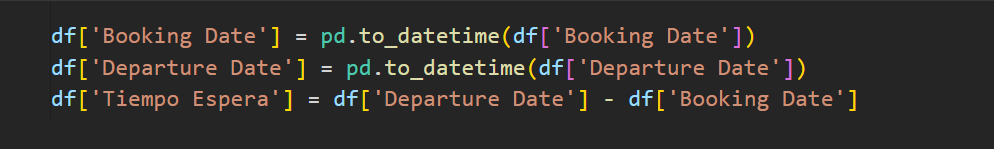 df['Booking Date'] = pd.to_datetime(df['Booking Date'])
df['Departure Date'] = pd.to_datetime(df['Departure Date'])
df['Tiempo Espera'] = df['Departure Date'] - df['Booking Date']